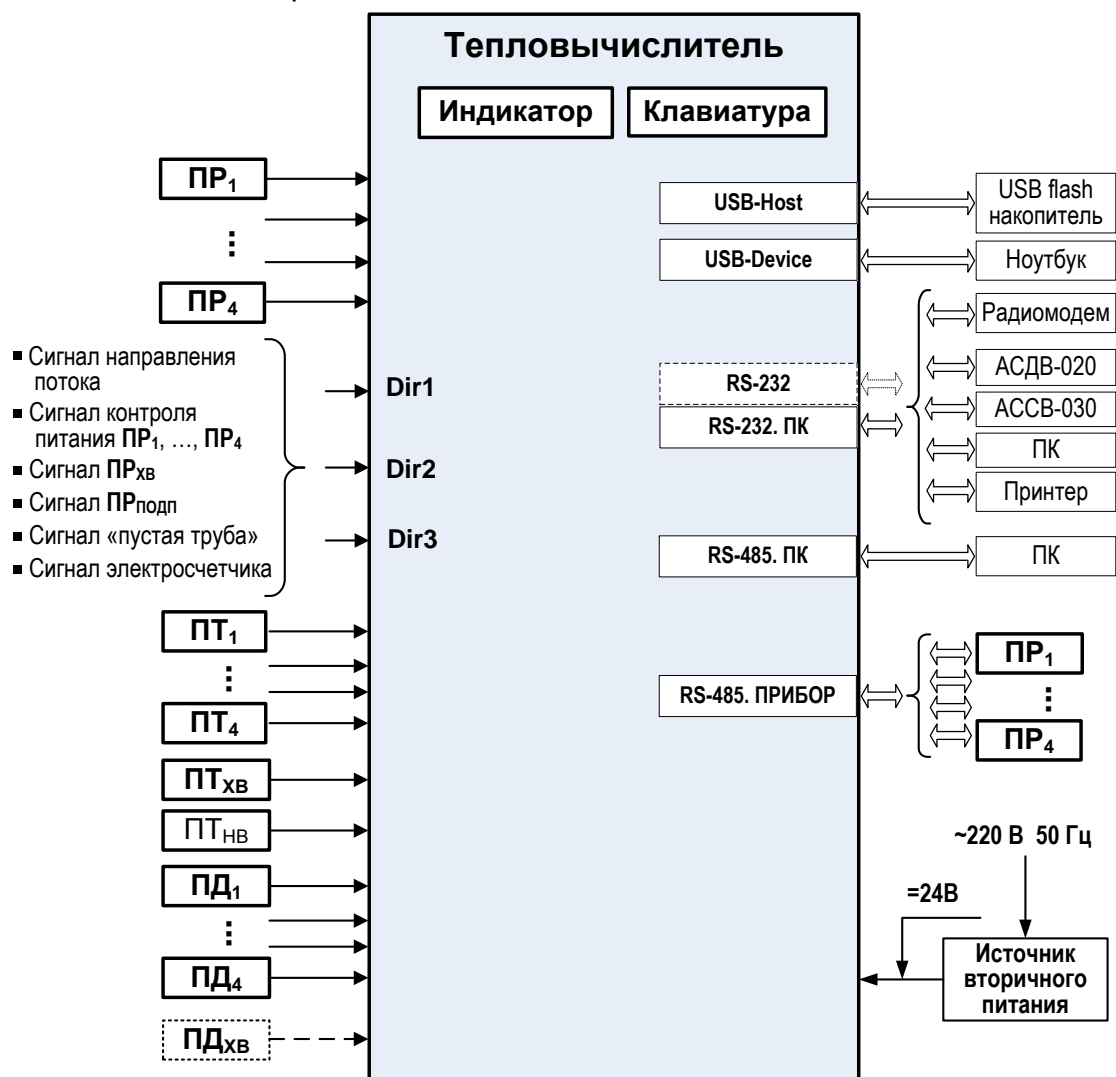 Тепловычислитель
Индикатор
Клавиатура
ПР1
ПР4
▪ Сигнал направления
потока
▪ Сигнал контроля
питания ПР1, ..., ПР4
▪ Сигнал ПРХВ
▪ Сигнал ПРПОДП
▪ Сигнал «пустая труба»
▪ Сигнал электросчетчика
Dir1
Dir2
Dir3
ПТ1
ПТ4
ПТХВ
ПТНВ
ПД1
ПД4
ПДХВ
USB-Host
USB-Device
RS-232
RS-232. ПК
RS-485. ПК
RS-485. ПРИБОР
USB flash
накопитель
Ноутбук
Радиомодем
АСДВ-020
АССВ-030
ПК
Принтер
ПК
ПР1
ПР4
~220 В 50 Гц
=24В
Источник
вторичного
питания